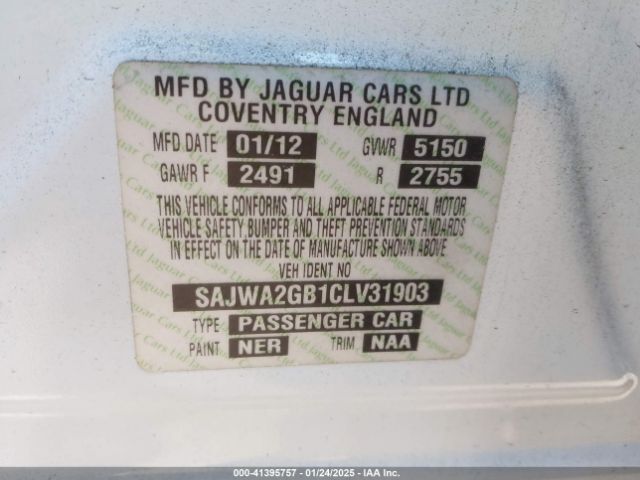 MFD BY JAGUAR CARS LTD
COVENTRY ENGLAND
MFD DATE 01/12 GVWR 5150
GAWR F 2491 R 2755
THIS VEHICLE CONFORMS TO ALL APPLICABLE FEDERAL MOTOR
VEHICLE SAFETY, BUMPER AND THEFT PREVENTION STANDARDS
IN EFFECT ON THE DATE OF MANUFACTURE SHOWN ABOVE
VEH IDENT NO
SAJWA2GB1CLV31903
TYPE PASSENGER CAR
PAINT NER TRIM NAA
000-41395757 - 01/24/2025 - IAA Inc.